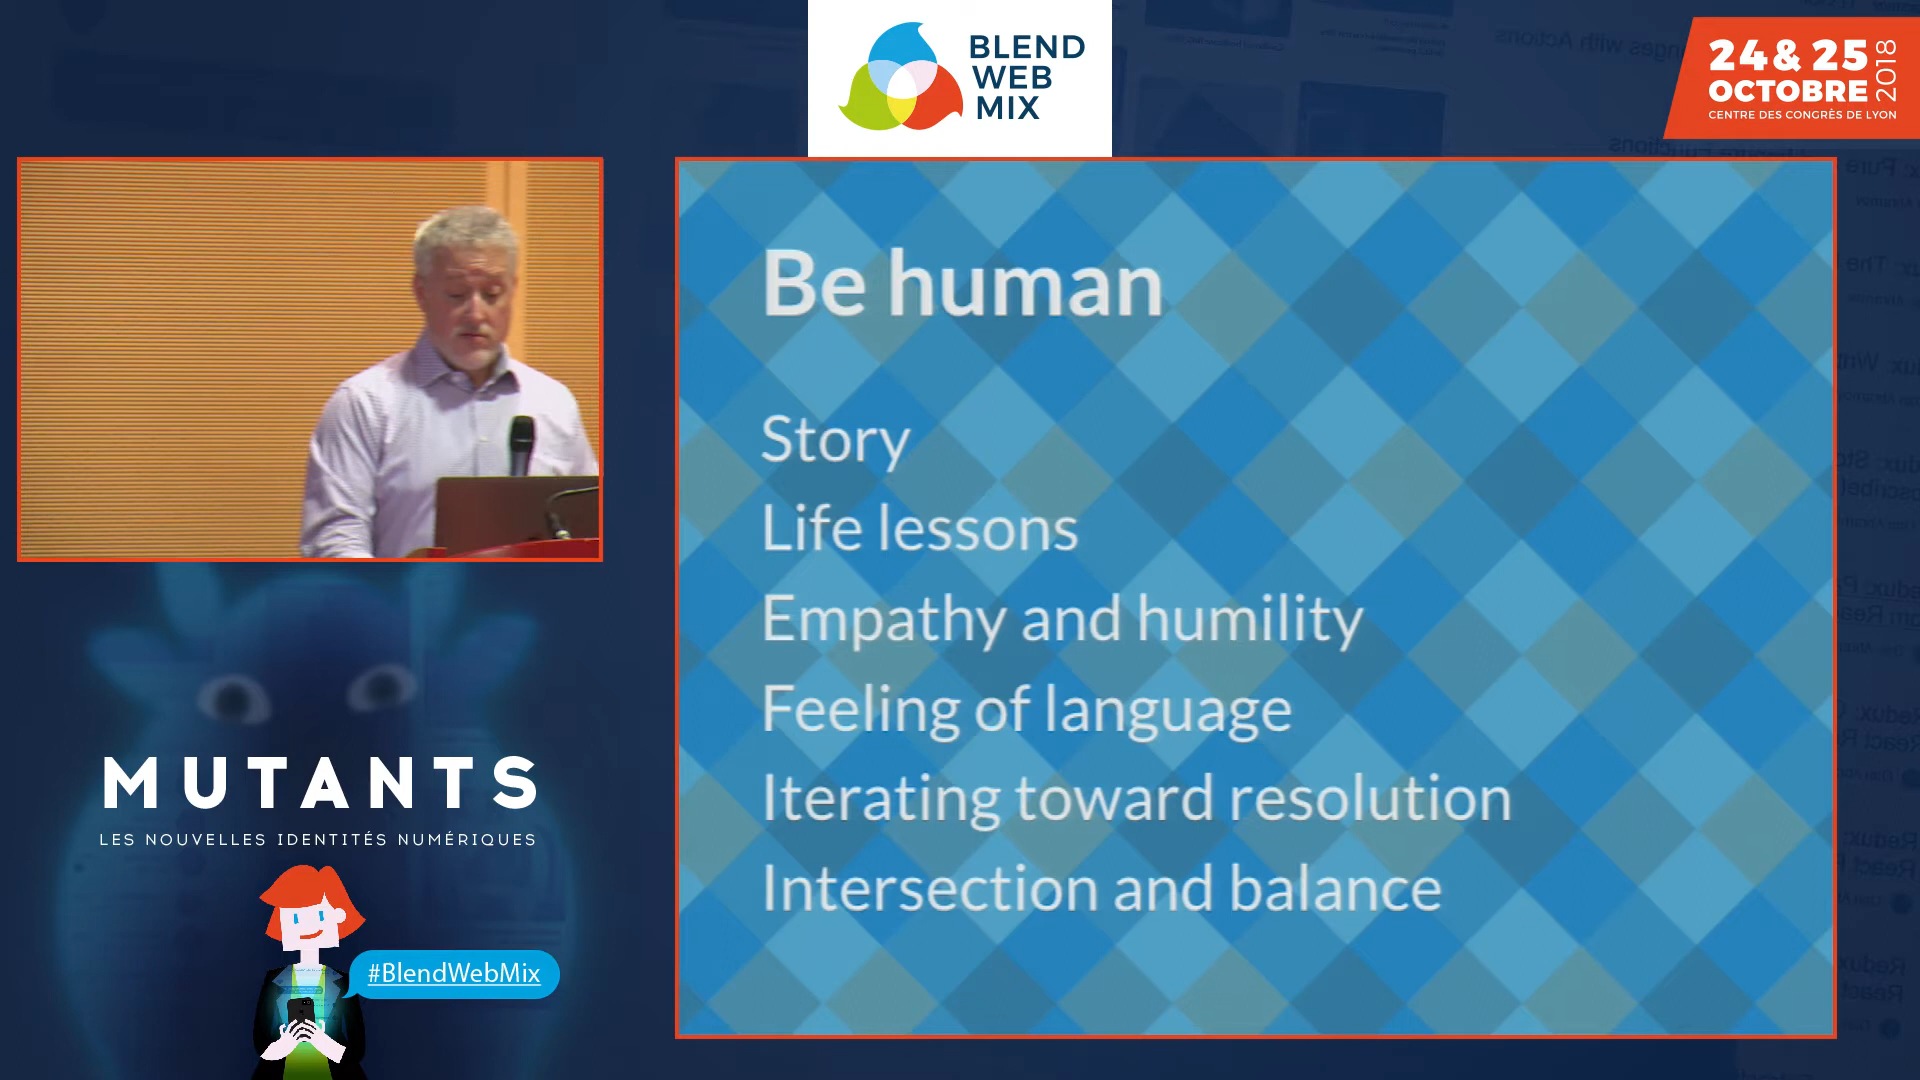 BLEND
WEB
MIX
24 & 25
OCTOBRE
2018
CENTRE DES CONGRÈS DE LYON
Be human
Story
Life lessons
Empathy and humility
Feeling of language
Iterating toward resolution
Intersection and balance
MUTANTS
LES NOUVELLES IDENTITÉS NUMÉRIQUES
#BlendWebMix